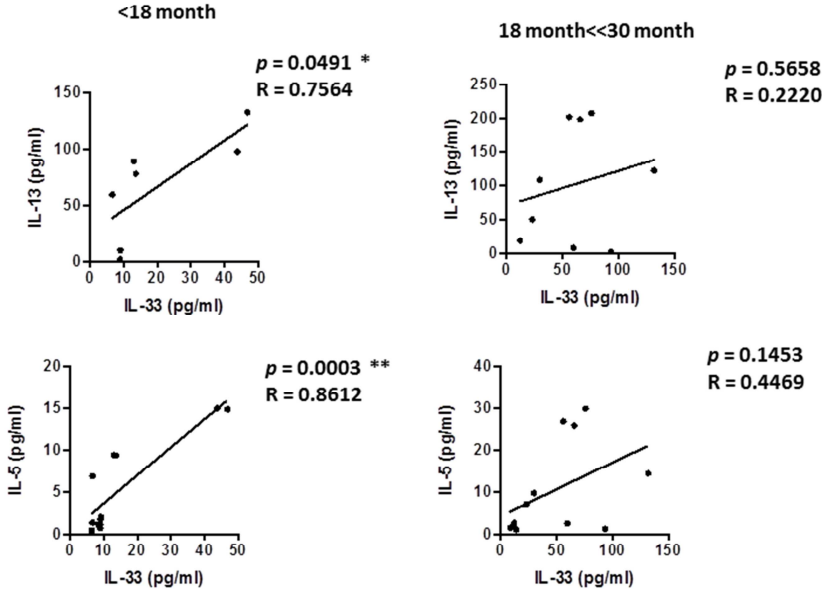 <18 month
p = 0.0491 *
R = 0.7564
150
100
50
0
IL-13 (pg/ml)
0 10 20 30 40 50
IL-33 (pg/ml)
18 month<<30 month
p = 0.5658
R = 0.2220
250
200
150
100
50
0
IL-13 (pg/ml)
0 50 100 150
IL-33 (pg/ml)
p = 0.0003 **
R = 0.8612
20
15
10
5
0
IL-5 (pg/ml)
0 10 20 30 40 50
IL-33 (pg/ml)
p = 0.1453
R = 0.4469
40
30
20
10
0
IL-5 (pg/ml)
0 50 100 150
IL-33 (pg/ml)